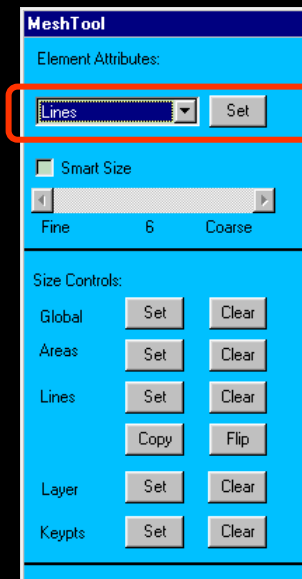 MeshTool
Element Attributes:
Lines Set
Smart Size
Fine 6 Coarse
Size Controls:
Global Set Clear
Areas Set Clear
Lines Set Clear
Copy Flip
Layer Set Clear
Keypts Set Clear